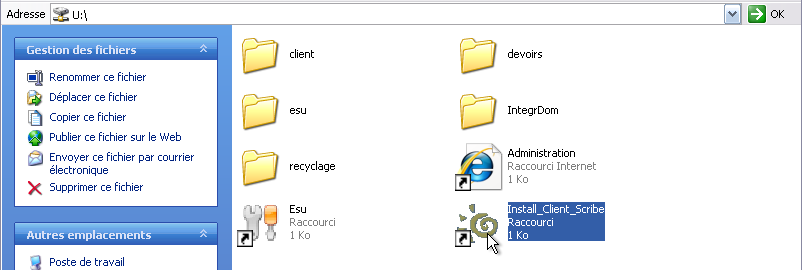 Adresse U:\ OK
Gestion des fichiers
Renommer ce fichier
Déplacer ce fichier
Copier ce fichier
Publier ce fichier sur le Web
Envoyer ce fichier par courrier
électronique
Supprimer ce fichier
Autres emplacements
Poste de travail
client
devoirs
esu
IntegrDom
recyclage
Administration
Raccourci Internet
1 Ko
Esu
Raccourci
1 Ko
Install_Client_Scribe
Raccourci
1 Ko